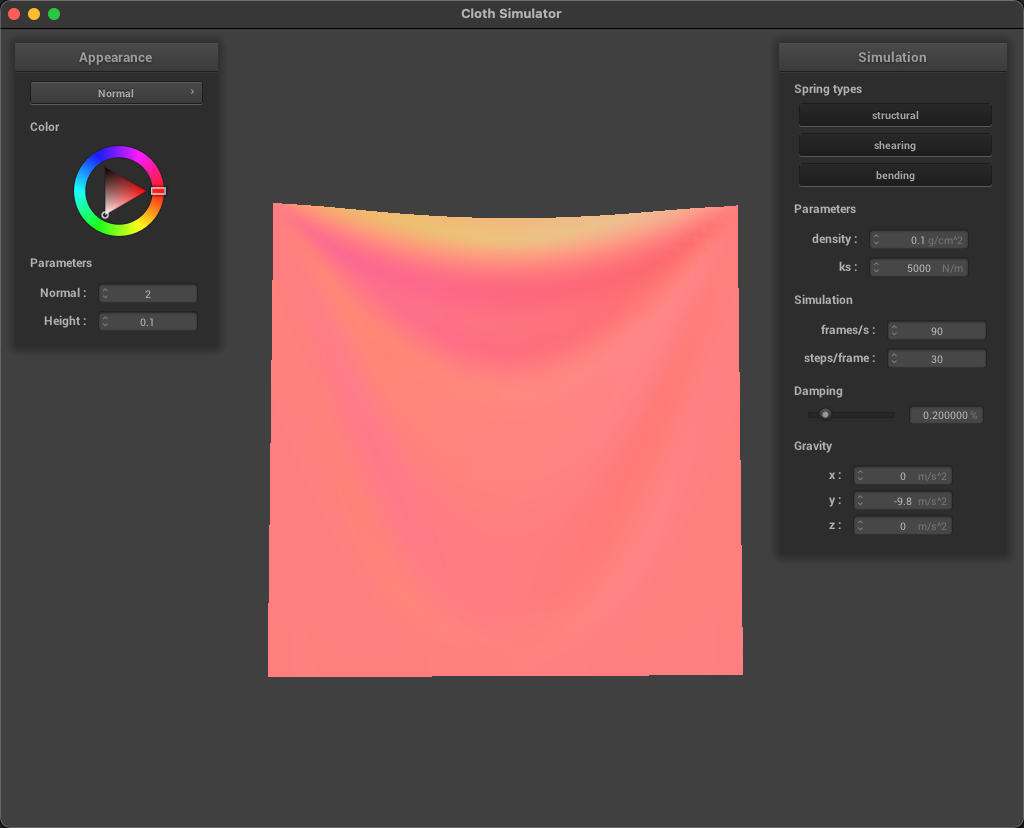 Cloth Simulator
Appearance
Normal
Color
Parameters
Normal : 2
Height : 0.1
Simulation
Spring types
structural
shearing
bending
Parameters
density : 0.1 g/cm^2
ks : 5000 N/m
Simulation
frames/s : 90
steps/frame : 30
Damping
0.200000 %
Gravity
x : 0 m/s^2
y : -9.8 m/s^2
z : 0 m/s^2